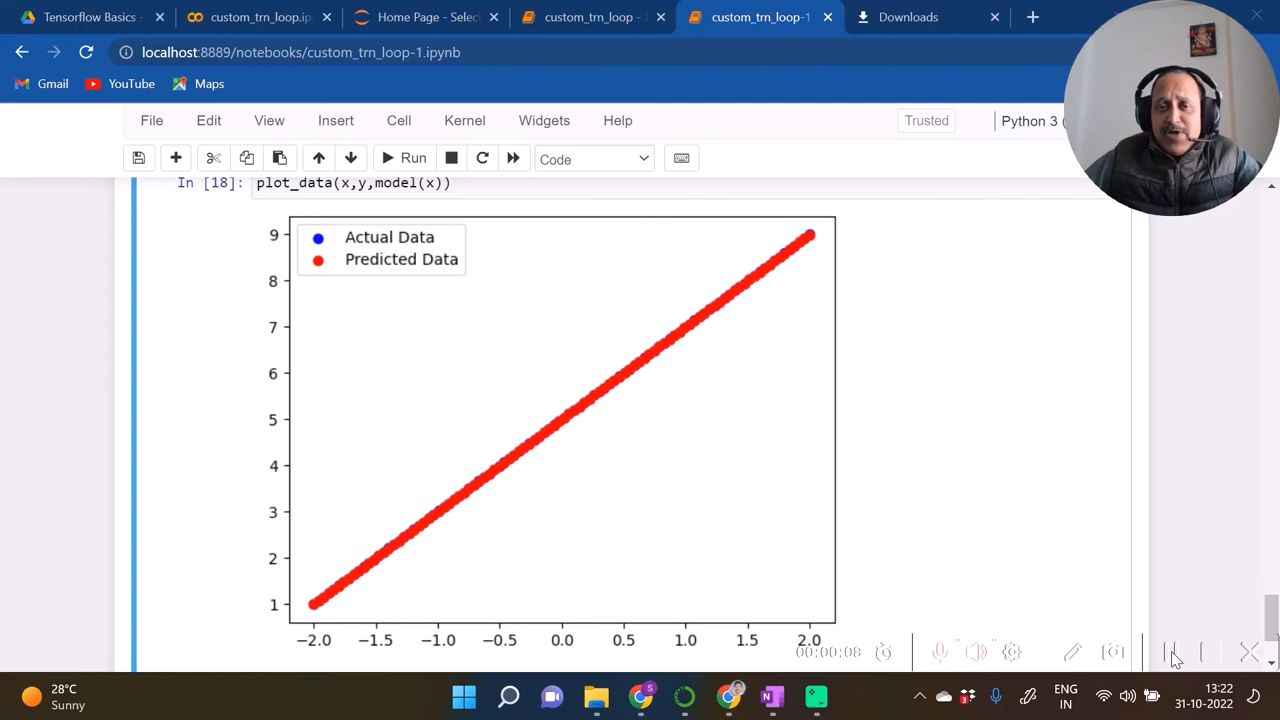 Tensorflow Basics -
custom_trn_loop.ip
Home Page - Select
custom_trn_loop - J
custom_trn_loop-1
Downloads
localhost:8889/notebooks/custom_trn_loop-1.ipynb
Gmail
YouTube
Maps
File
Edit
View
Insert
Cell
Kernel
Widgets
Help
Trusted
Python 3 (
Run
Code
In [18]: plot_data(x,y,model(x))
Actual Data
Predicted Data
9
8
7
6
5
4
3
2
1
−2.0 −1.5 −1.0 −0.5 0.0 0.5 1.0 1.5 2.0
00:00:08
28°C
Sunny
ENG
IN
13:22
31-10-2022